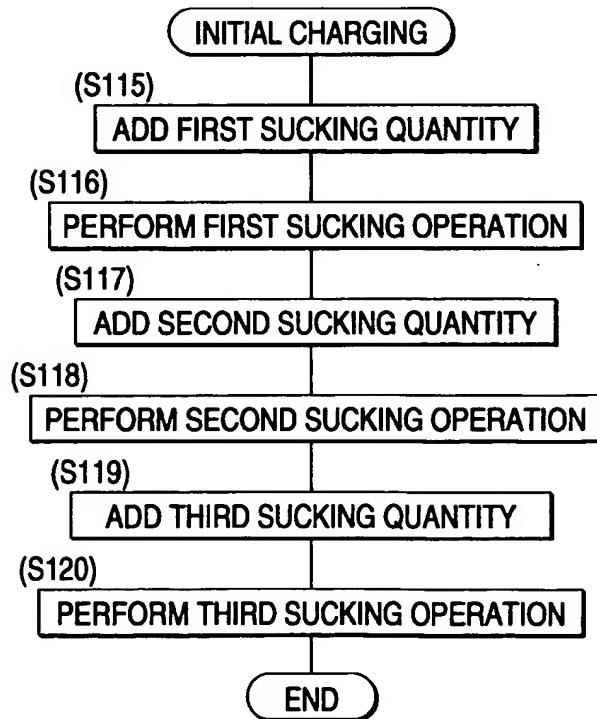 INITIAL CHARGING
(S115)
ADD FIRST SUCKING QUANTITY
(S116)
PERFORM FIRST SUCKING OPERATION
(S117)
ADD SECOND SUCKING QUANTITY
(S118)
PERFORM SECOND SUCKING OPERATION
(S119)
ADD THIRD SUCKING QUANTITY
(S120)
PERFORM THIRD SUCKING OPERATION
END